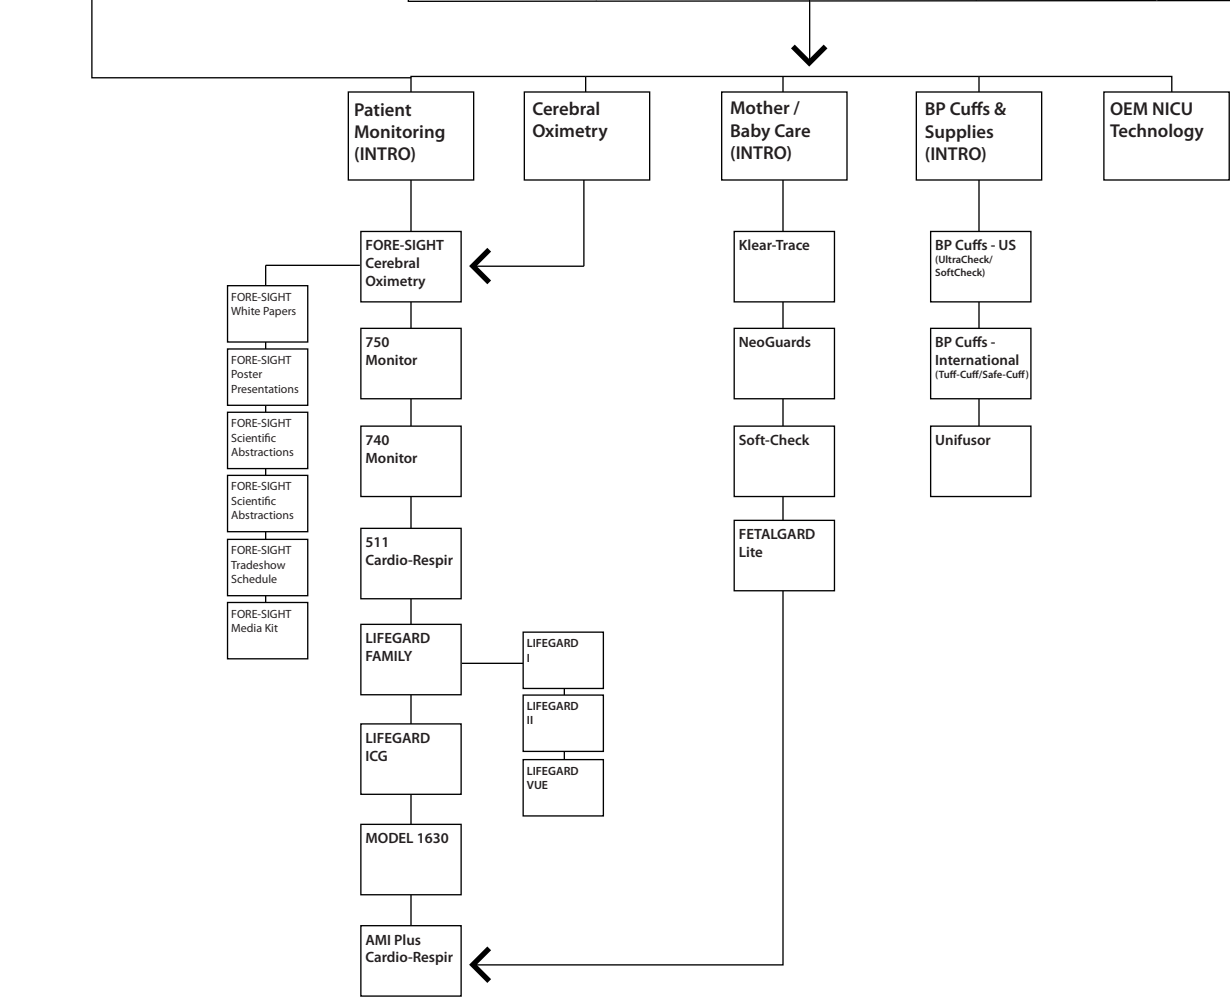 Patient
Monitoring
(INTRO)
Cerebral
Oximetry
Mother /
Baby Care
(INTRO)
BP Cuffs &
Supplies
(INTRO)
OEM NICU
Technology
FORE-SIGHT
Cerebral
Oximetry
FORE-SIGHT
White Papers
FORE-SIGHT
Poster
Presentations
FORE-SIGHT
Scientific
Abstractions
FORE-SIGHT
Scientific
Abstractions
FORE-SIGHT
Tradeshow
Schedule
FORE-SIGHT
Media Kit
750
Monitor
740
Monitor
511
Cardio-Respir
LIFEGARD
FAMILY
LIFEGARD
I
LIFEGARD
II
LIFEGARD
VUE
LIFEGARD
ICG
MODEL 1630
AMI Plus
Cardio-Respir
Klear-Trace
NeoGuards
Soft-Check
FETALGARD
Lite
BP Cuffs - US
(UltraCheck/
SoftCheck)
BP Cuffs -
International
(Tuff-Cuff/Safe-Cuff)
Unifusor